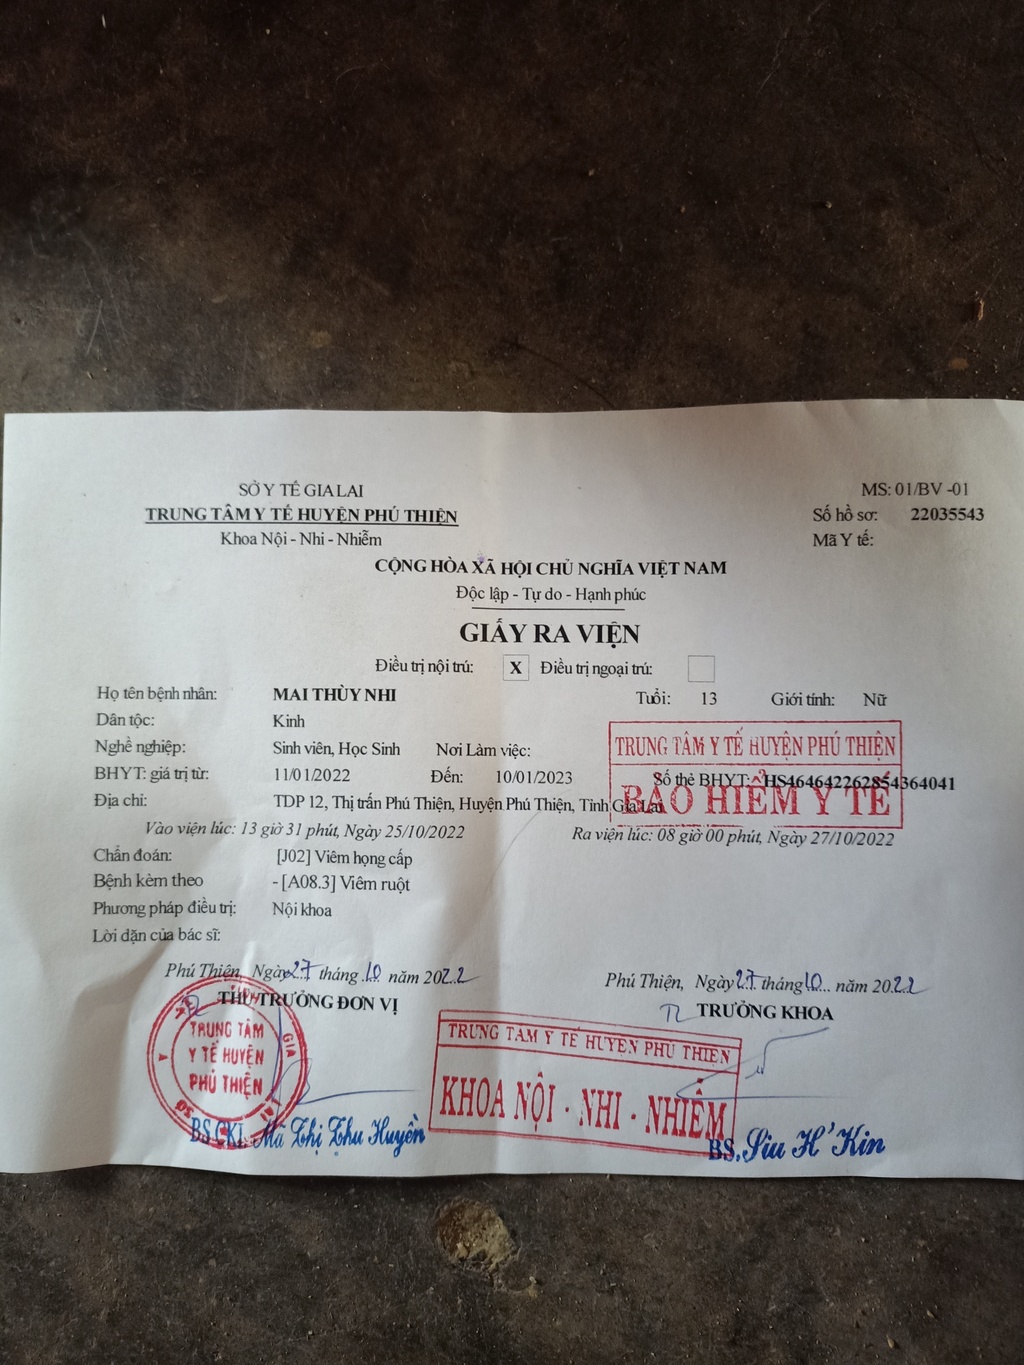 SỞ Y TẾ GIA LAI
MS: 01/BV -01
TRUNG TÂM Y TẾ HUYỆN PHÚ THIỆN
Số hồ sơ: 22035543
Khoa Nội - Nhi - Nhiễm
Mã Y tế:
CỘNG HÒA XÃ HỘI CHỦ NGHĨA VIỆT NAM
Độc lập - Tự do - Hạnh phúc
GIẤY RA VIỆN
Điều trị nội trú: X Điều trị ngoại trú:
Họ tên bệnh nhân: MAI THÙY NHI Tuổi: 13 Giới tính: Nữ
Dân tộc: Kinh
Nghề nghiệp: Sinh viên, Học Sinh Nơi Làm việc:
TRUNG TÂM Y TẾ HUYỆN PHÚ THIỆN
BHYT: giá trị từ: 11/01/2022 Đến: 10/01/2023 Số thẻ BHYT: HS464642262854364041
BẢO HIỂM Y TẾ
Địa chỉ: TDP 12, Thị trấn Phú Thiện, Huyện Phú Thiện, Tỉnh Gia Lai
Vào viện lúc: 13 giờ 31 phút, Ngày 25/10/2022 Ra viện lúc: 08 giờ 00 phút, Ngày 27/10/2022
Chẩn đoán: [J02] Viêm họng cấp
Bệnh kèm theo - [A08.3] Viêm ruột
Phương pháp điều trị: Nội khoa
Lời dặn của bác sĩ:
Phú Thiện, Ngày 27 tháng 10 năm 2022
Phú Thiện, Ngày 27 tháng 10 năm 2022
THỦ TRƯỞNG ĐƠN VỊ
TL TRƯỞNG KHOA
TRUNG TÂM
Y TẾ HUYỆN
PHÚ THIỆN
TRUNG TÂM Y TẾ HUYỆN PHÚ THIỆN
KHOA NỘI - NHI - NHIỄM
BS.CKI. Mã Thị Thu Huyền
BS. Siu H' Kin